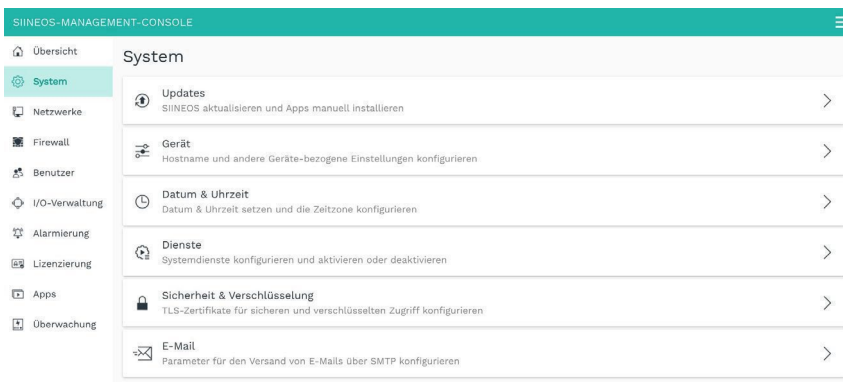 SIINEOS-MANAGEMENT-CONSOLE
Übersicht
System
Netzwerke
Firewall
Benutzer
I/O-Verwaltung
Alarmierung
Lizenzierung
Apps
Überwachung
System
Updates
SIINEOS aktualisieren und Apps manuell installieren
Gerät
Hostname und andere Geräte-bezogene Einstellungen konfigurieren
Datum & Uhrzeit
Datum & Uhrzeit setzen und die Zeitzone konfigurieren
Dienste
Systemdienste konfigurieren und aktivieren oder deaktivieren
Sicherheit & Verschlüsselung
TLS-Zertifikate für sicheren und verschlüsselten Zugriff konfigurieren
E-Mail
Parameter für den Versand von E-Mails über SMTP konfigurieren